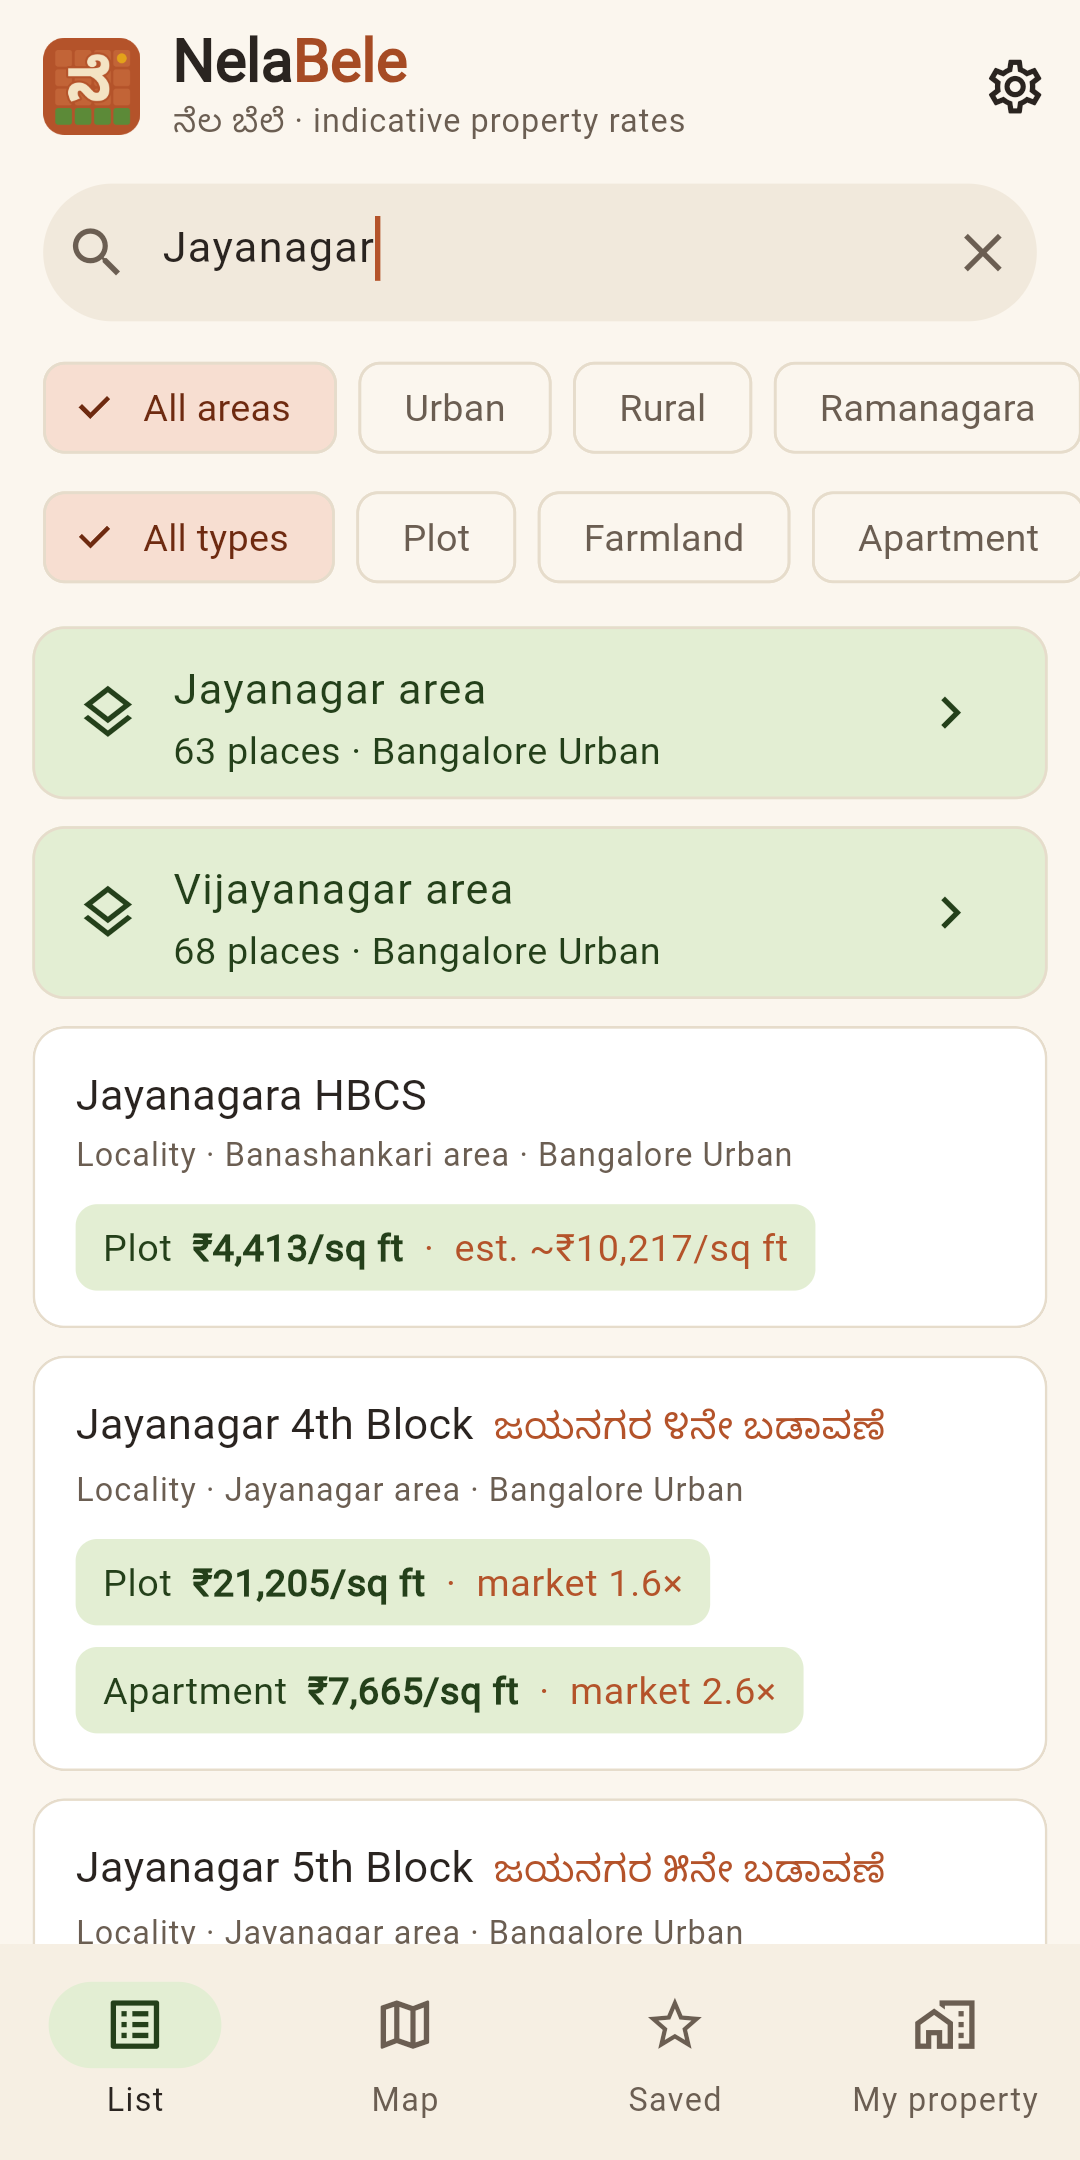 ನೆ
NelaBele
ನೆಲ ಬೆಲೆ · indicative property rates
Jayanagar
All areas Urban Rural Ramanagara
All types Plot Farmland Apartment
Jayanagar area
63 places · Bangalore Urban
Vijayanagar area
68 places · Bangalore Urban
Jayanagara HBCS
Locality · Banashankari area · Bangalore Urban
Plot ₹4,413/sq ft · est. ~₹10,217/sq ft
Jayanagar 4th Block ಜಯನಗರ ೪ನೇ ಬಡಾವಣೆ
Locality · Jayanagar area · Bangalore Urban
Plot ₹21,205/sq ft · market 1.6×
Apartment ₹7,665/sq ft · market 2.6×
Jayanagar 5th Block ಜಯನಗರ ೫ನೇ ಬಡಾವಣೆ
Locality · Jayanagar area · Bangalore Urban
List Map Saved My property